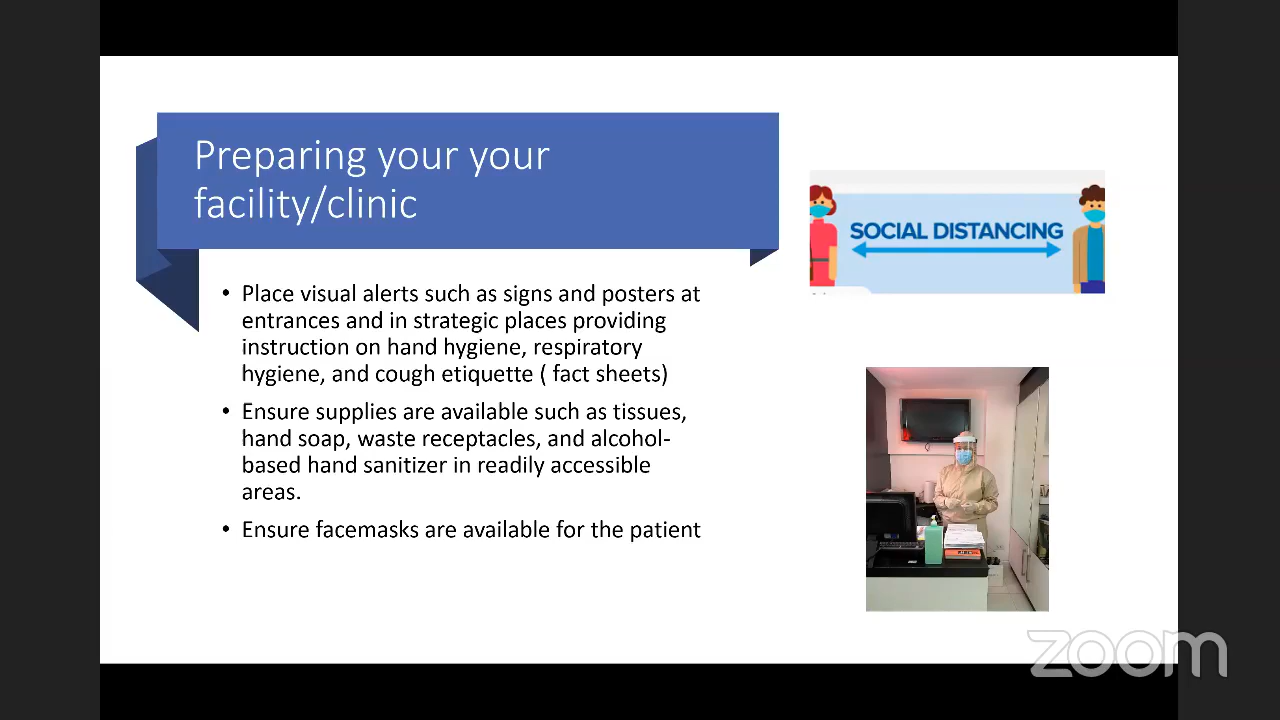 Preparing your your
facility/clinic
SOCIAL DISTANCING
• Place visual alerts such as signs and posters at
entrances and in strategic places providing
instruction on hand hygiene, respiratory
hygiene, and cough etiquette ( fact sheets)
• Ensure supplies are available such as tissues,
hand soap, waste receptacles, and alcohol-
based hand sanitizer in readily accessible
areas.
• Ensure facemasks are available for the patient
zoom